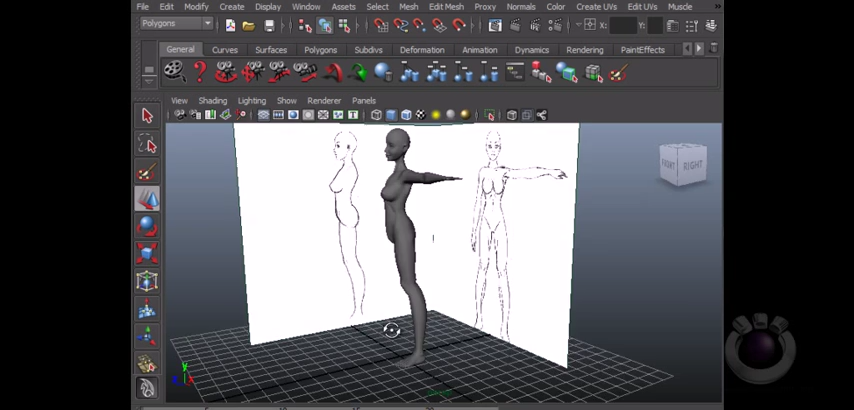 File Edit Modify Create Display Window Assets Select Mesh Edit Mesh Proxy Normals Color Create UVs Edit UVs Muscle »
Polygons
X: Y:
General Curves Surfaces Polygons Subdivs Deformation Animation Dynamics Rendering PaintEffects
View Shading Lighting Show Renderer Panels
FRONT RIGHT
y